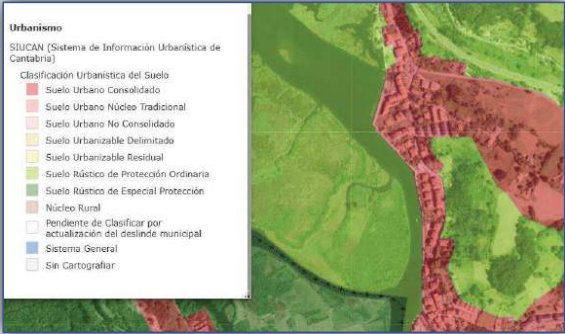 Urbanismo
SIUCAN (Sistema de Información Urbanística de
Cantabria)
Clasificación Urbanística del Suelo
Suelo Urbano Consolidado
Suelo Urbano Núcleo Tradicional
Suelo Urbano No Consolidado
Suelo Urbanizable Delimitado
Suelo Urbanizable Residual
Suelo Rústico de Protección Ordinaria
Suelo Rústico de Especial Protección
Núcleo Rural
Pendiente de Clasificar por
actualización del deslinde municipal
Sistema General
Sin Cartografiar